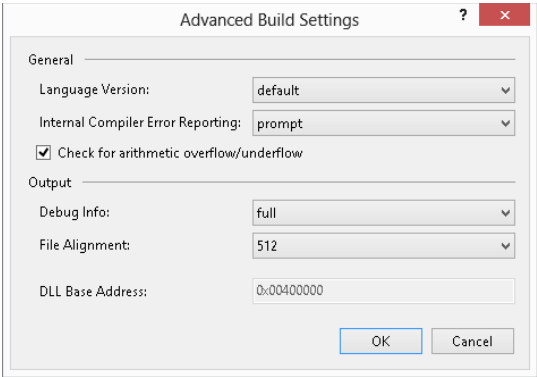 Advanced Build Settings ? ×
General
Language Version: default
Internal Compiler Error Reporting: prompt
Check for arithmetic overflow/underflow
Output
Debug Info: full
File Alignment: 512
DLL Base Address: 0x00400000
OK Cancel